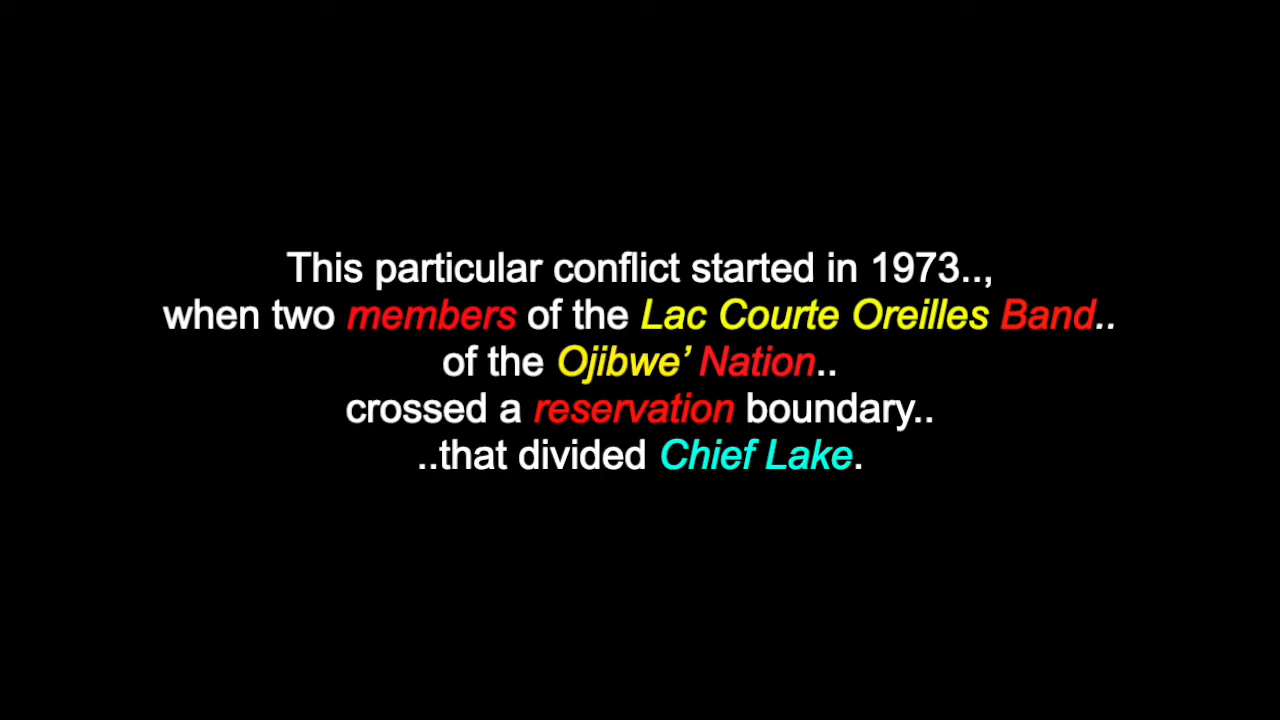 This particular conflict started in 1973..,
when two members of the Lac Courte Oreilles Band..
of the Ojibwe’ Nation..
crossed a reservation boundary..
..that divided Chief Lake.